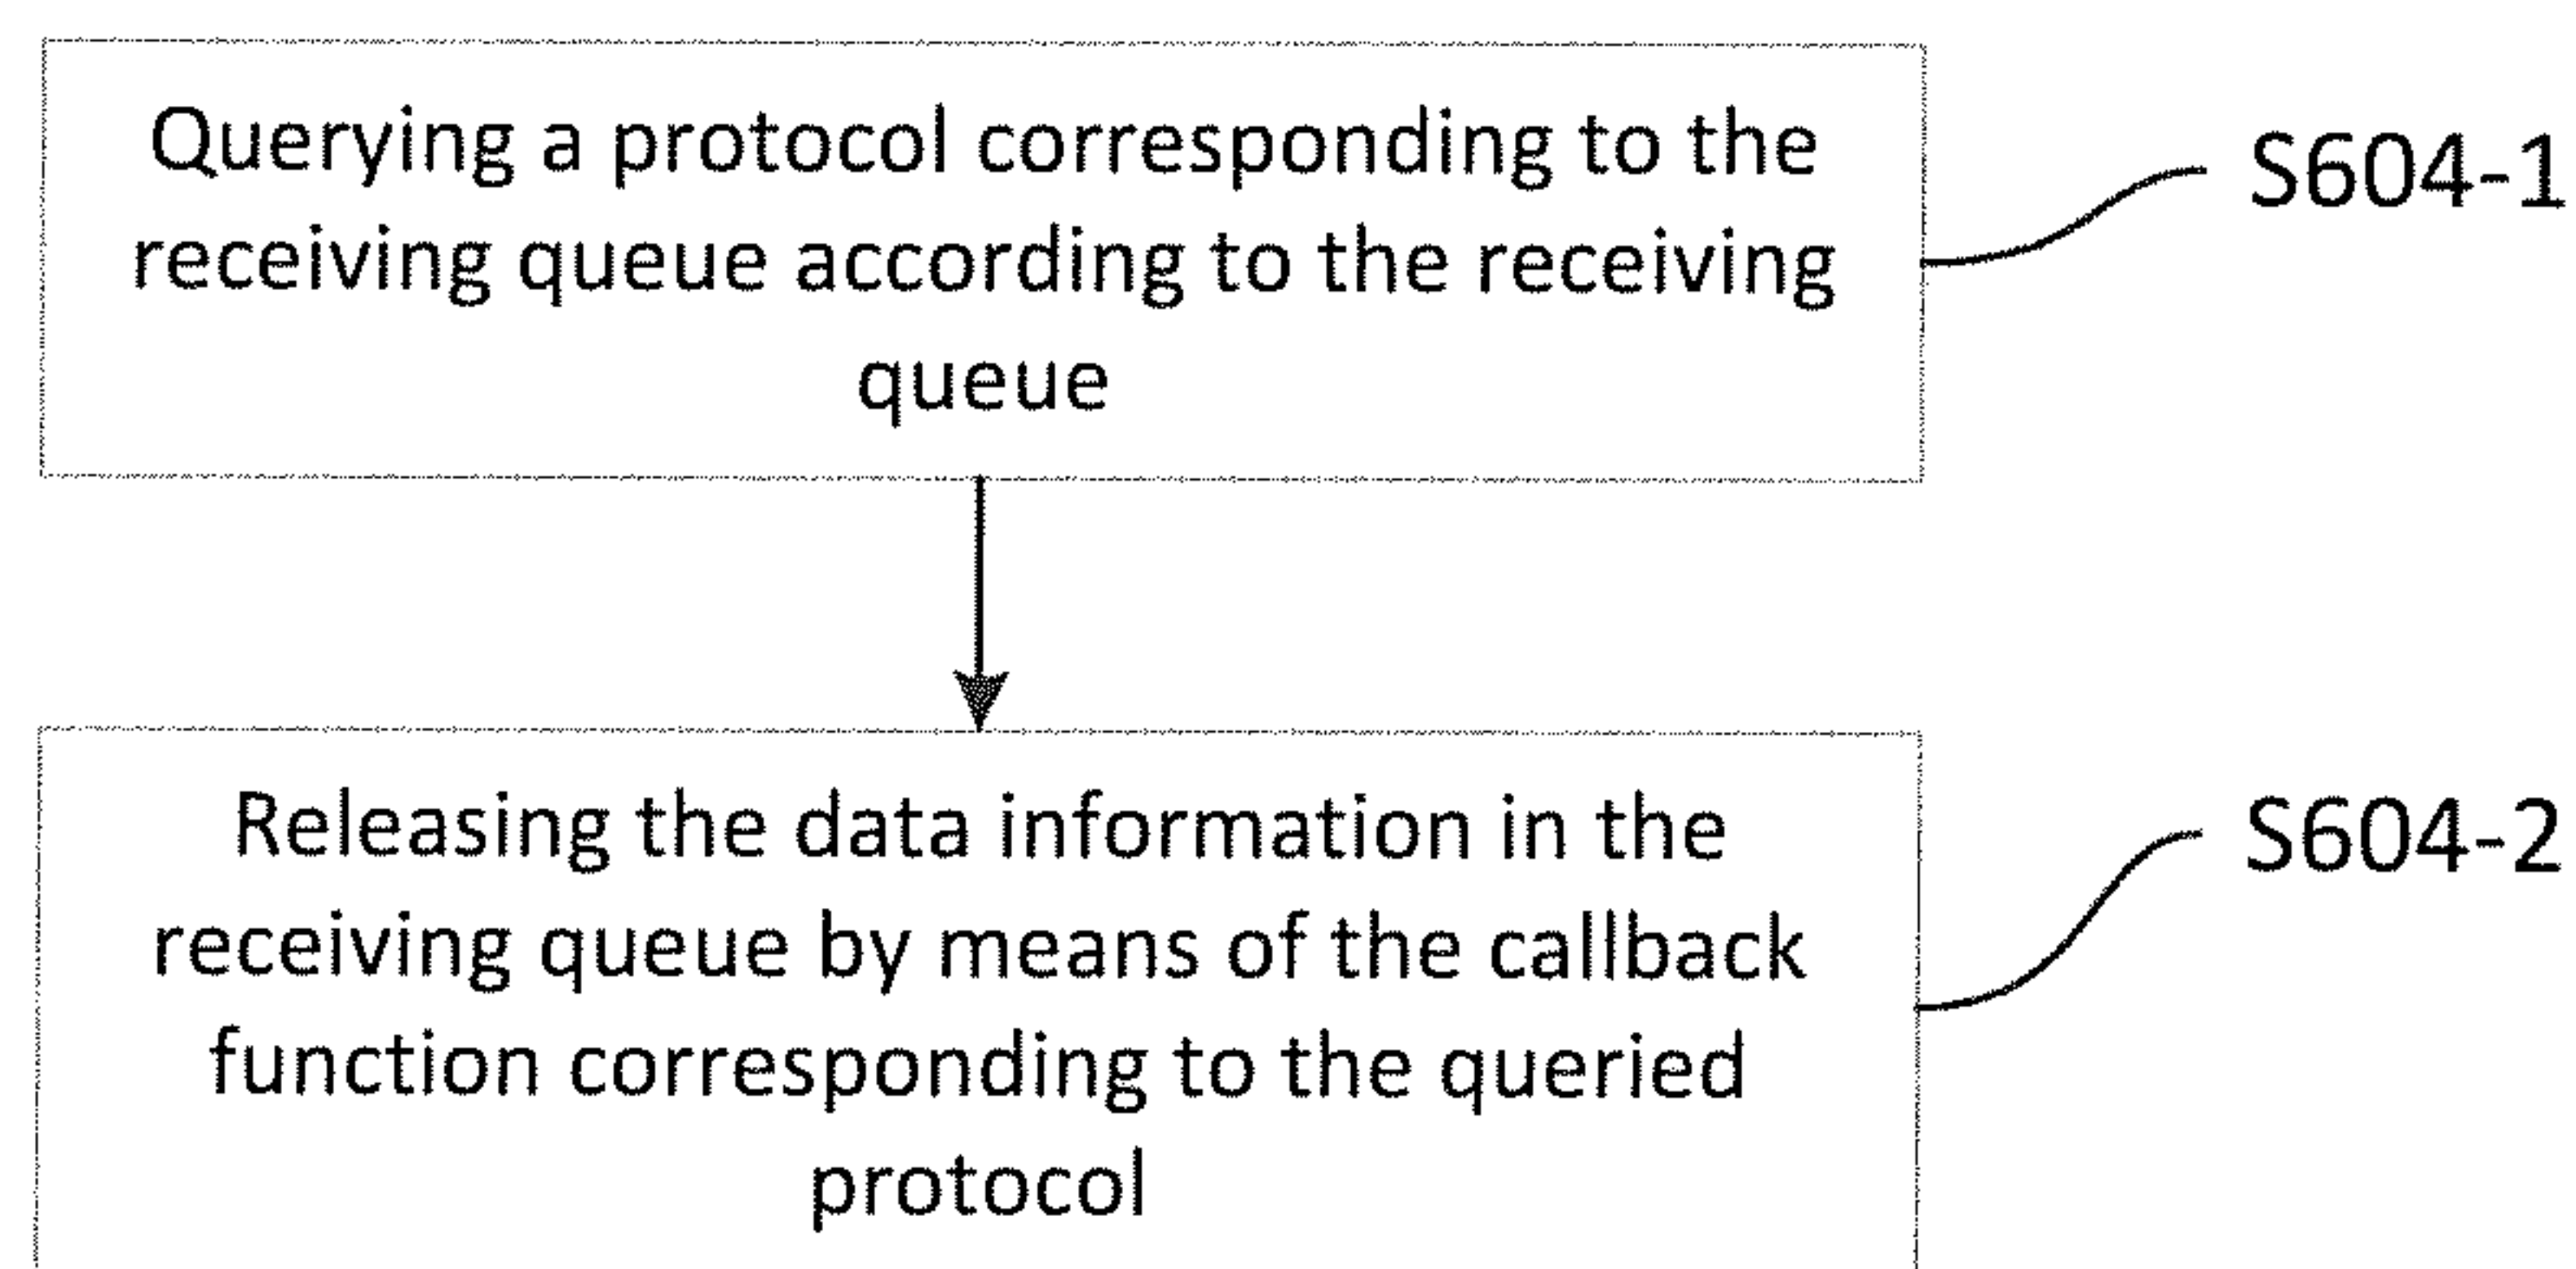 Querying a protocol corresponding to the
receiving queue according to the receiving
queue
S604-1
Releasing the data information in the
receiving queue by means of the callback
function corresponding to the queried
protocol
S604-2